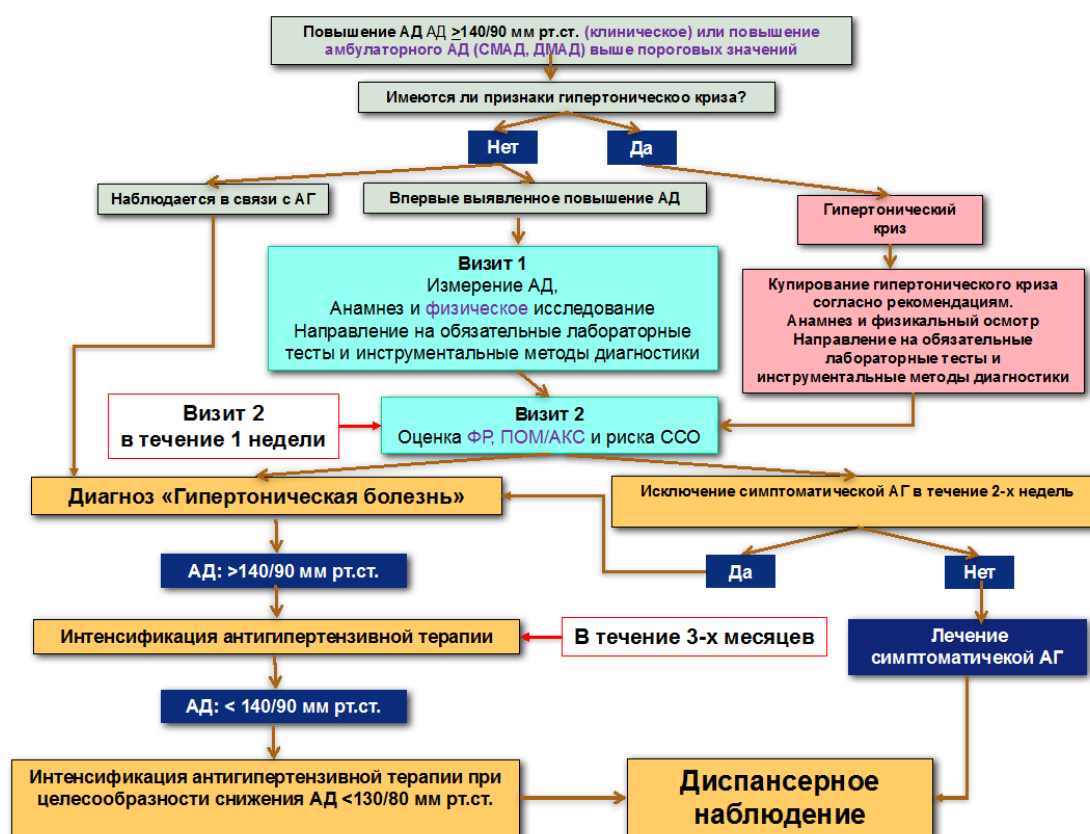 Повышение АД АД >140/90 мм рт.ст. (клиническое) или повышение
амбулаторного АД (СМАД, ДМАД) выше пороговых значений
Имеются ли признаки гипертоническоо криза?
Нет
Да
Наблюдается в связи с АГ
Впервые выявленное повышение АД
Гипертонический
криз
Визит 1
Измерение АД,
Анамнез и физическое исследование
Направление на обязательные лабораторные
тесты и инструментальные методы диагностики
Купирование гипертонического криза
согласно рекомендациям.
Анамнез и физикальный осмотр
Направление на обязательные
лабораторные тесты и
инструментальные методы диагностики
Визит 2
в течение 1 недели
Визит 2
Оценка ФР, ПОМ/АКС и риска ССО
Диагноз «Гипертоническая болезнь»
Исключение симптоматической АГ в течение 2-х недель
АД: >140/90 мм рт.ст.
Да
Нет
Интенсификация антигипертензивной терапии
В течение 3-х месяцев
Лечение
симптоматичекой АГ
АД: < 140/90 мм рт.ст.
Интенсификация антигипертензивной терапии при
целесообразности снижения АД <130/80 мм рт.ст.
Диспансерное
наблюдение